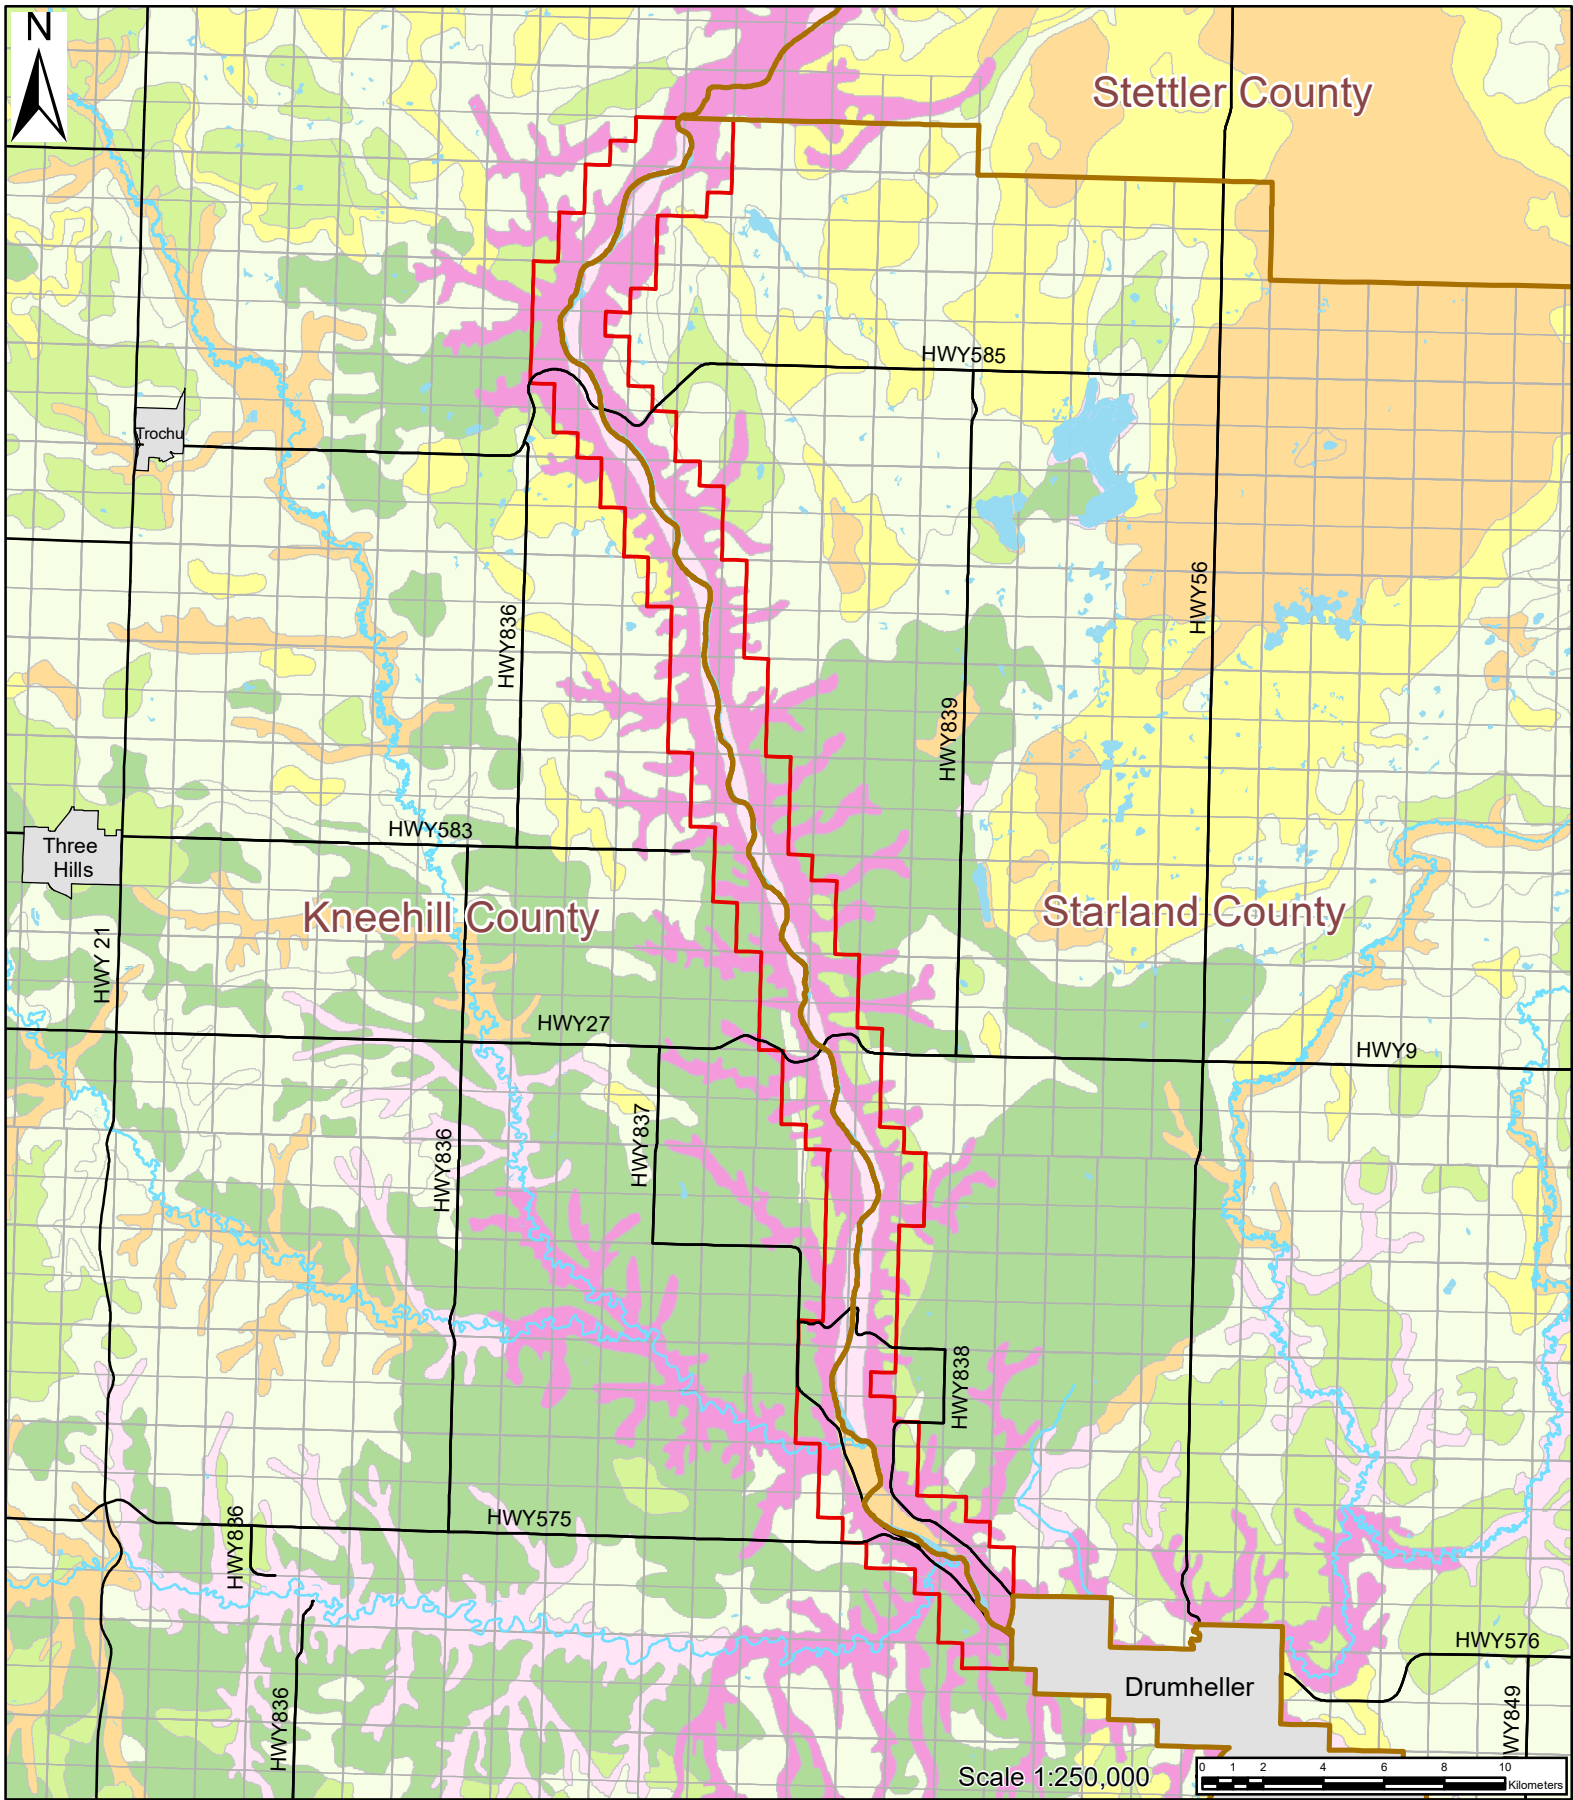 N
Stettler County
HWY585
Trochu
HWY56
HWY836
HWY839
HWY583
Three
Hills
Kneehill County
Starland County
HWY 21
HWY27
HWY9
HWY837
HWY836
HWY838
HWY575
HWY836
HWY576
Drumheller
HWY836
WY849
Scale 1:250,000
0 1 2 4 6 8 10
Kilometers